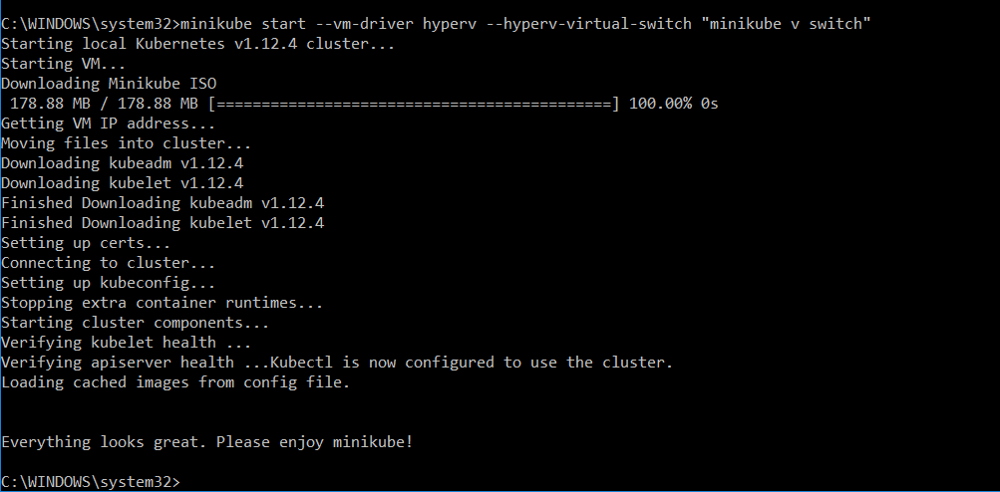 C:\WINDOWS\system32>minikube start --vm-driver hyperv --hyperv-virtual-switch "minikube v switch"
Starting local Kubernetes v1.12.4 cluster...
Starting VM...
Downloading Minikube ISO
 178.88 MB / 178.88 MB [============================================] 100.00% 0s
Getting VM IP address...
Moving files into cluster...
Downloading kubeadm v1.12.4
Downloading kubelet v1.12.4
Finished Downloading kubeadm v1.12.4
Finished Downloading kubelet v1.12.4
Setting up certs...
Connecting to cluster...
Setting up kubeconfig...
Stopping extra container runtimes...
Starting cluster components...
Verifying kubelet health ...
Verifying apiserver health ...Kubectl is now configured to use the cluster.
Loading cached images from config file.
Everything looks great. Please enjoy minikube!
C:\WINDOWS\system32>